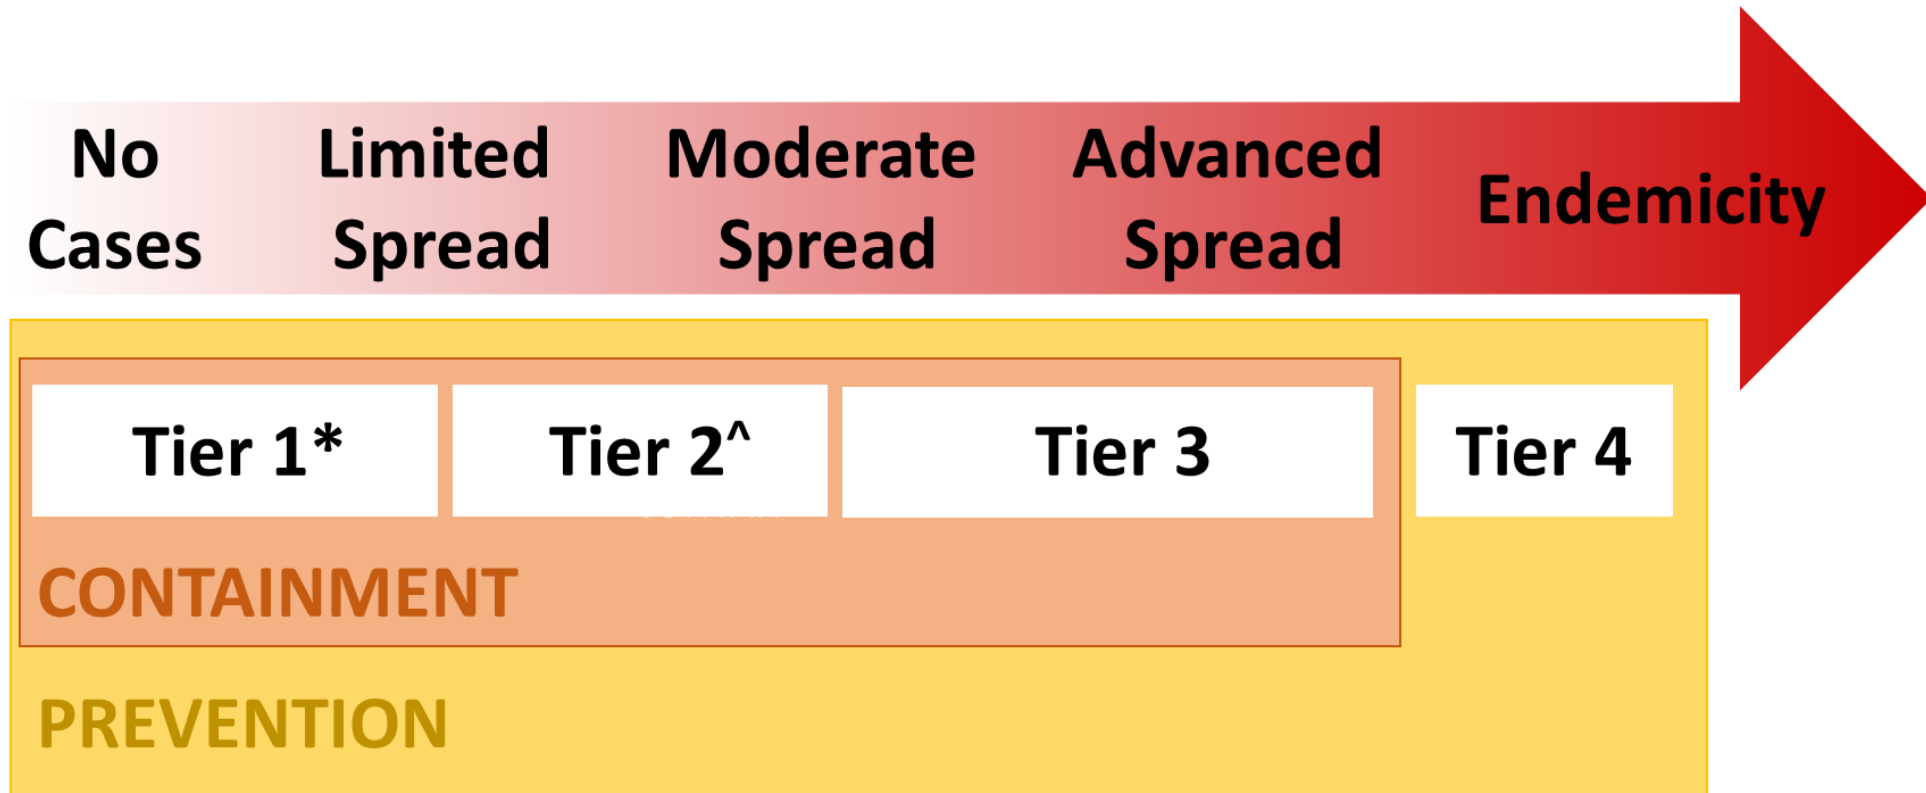 No
Cases
Limited
Spread
Moderate
Spread
Advanced
Spread
Endemicity
Tier 1*
Tier 2^
Tier 3
Tier 4
CONTAINMENT
PREVENTION